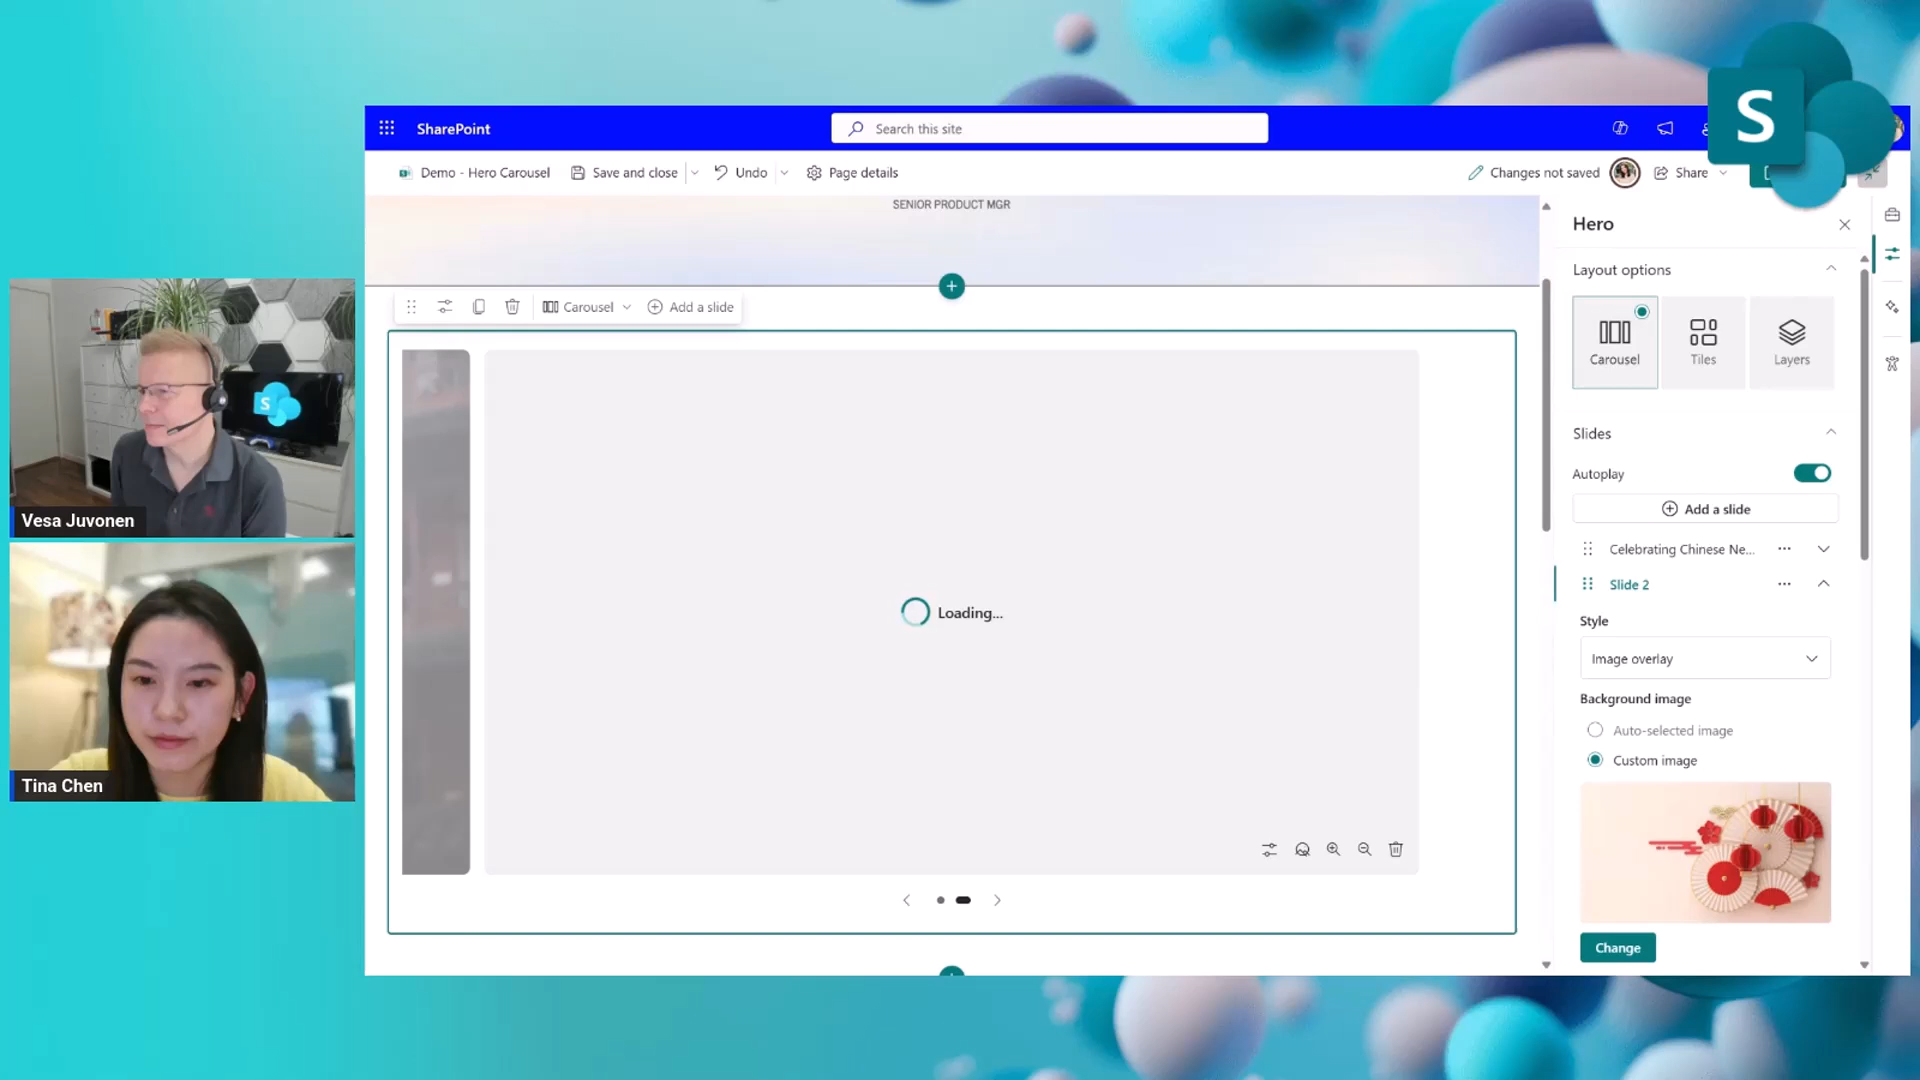 SharePoint
Search this site
S
Demo - Hero Carousel
Save and close
Undo
Page details
Changes not saved
Share
SENIOR PRODUCT MGR
Hero
Layout options
Carousel
Add a slide
Carousel
Tiles
Layers
Slides
Autoplay
Add a slide
Celebrating Chinese Ne...
Slide 2
Style
Image overlay
Background image
Auto-selected image
Custom image
Loading...
Change
S
Vesa Juvonen
Tina Chen